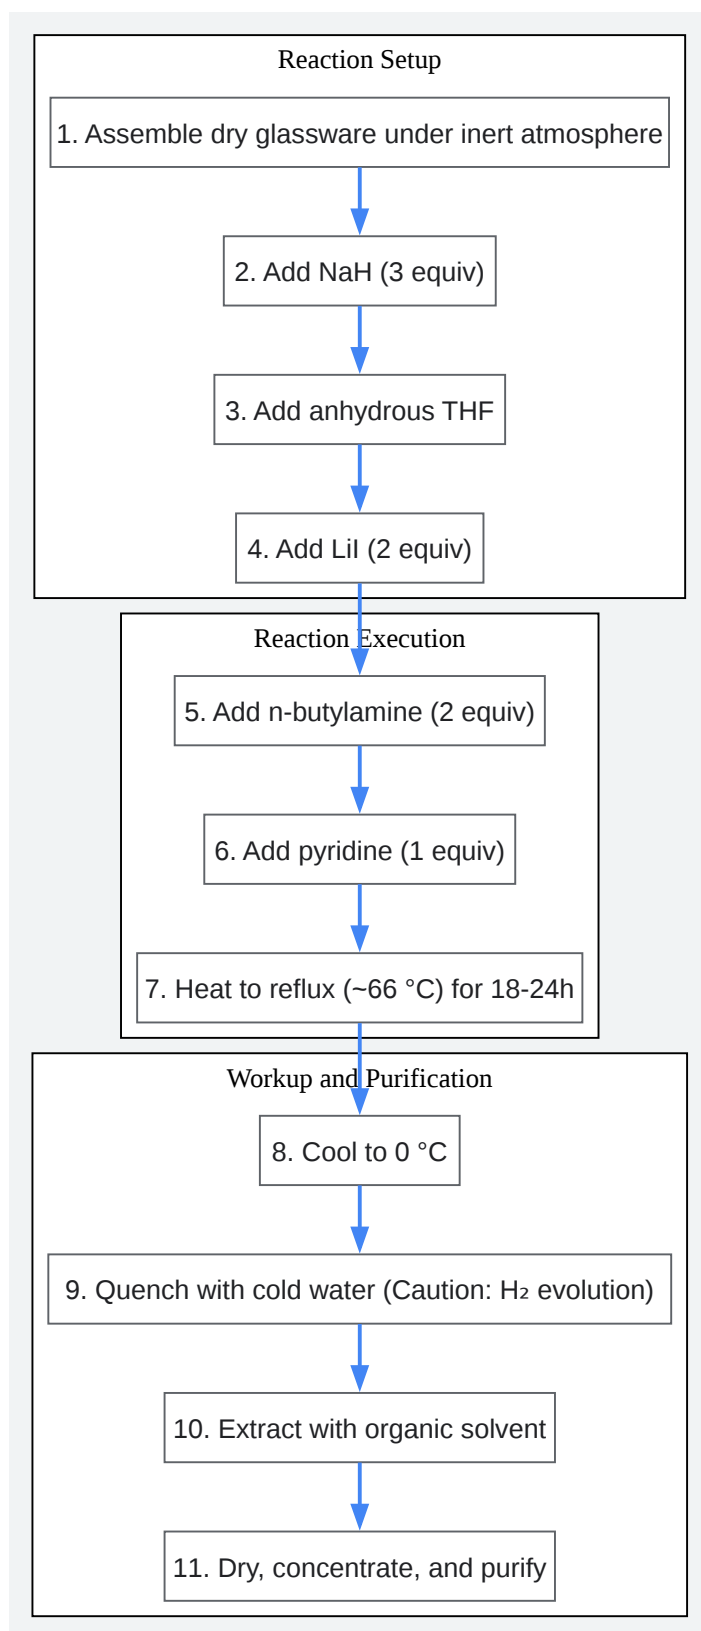 Reaction Setup
1. Assemble dry glassware under inert atmosphere
2. Add NaH (3 equiv)
3. Add anhydrous THF
4. Add LiI (2 equiv)
Reaction Execution
5. Add n-butylamine (2 equiv)
6. Add pyridine (1 equiv)
7. Heat to reflux (~66 °C) for 18-24h
Workup and Purification
8. Cool to 0 °C
9. Quench with cold water (Caution: H₂ evolution)
10. Extract with organic solvent
11. Dry, concentrate, and purify